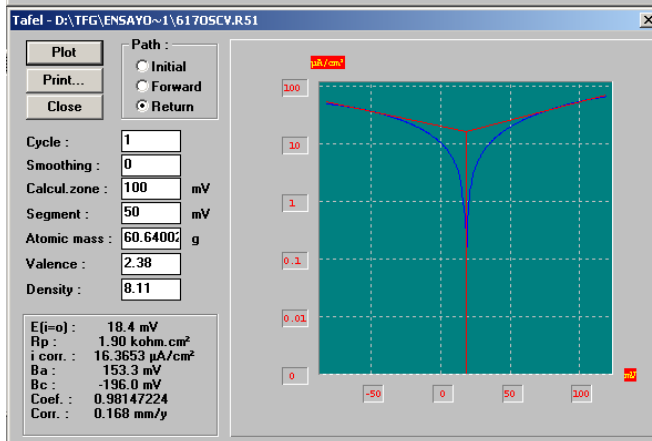 Tafel - D:\TFG\ENSAYO~1\617OSCV.R51
Plot
Print...
Close
Path :
Initial
Forward
Return
Cycle : 1
Smoothing : 0
Calcul.zone : 100 mV
Segment : 50 mV
Atomic mass : 60.64002 g
Valence : 2.38
Density : 8.11
E(i=o) : 18.4 mV
Rp : 1.90 kohm.cm²
i corr. : 16.3653 µA/cm²
Ba : 153.3 mV
Bc : -196.0 mV
Coef. : 0.98147224
Corr. : 0.168 mm/y
µA/cm²
100
10
1
0.1
0.01
0
mV
-50 0 50 100